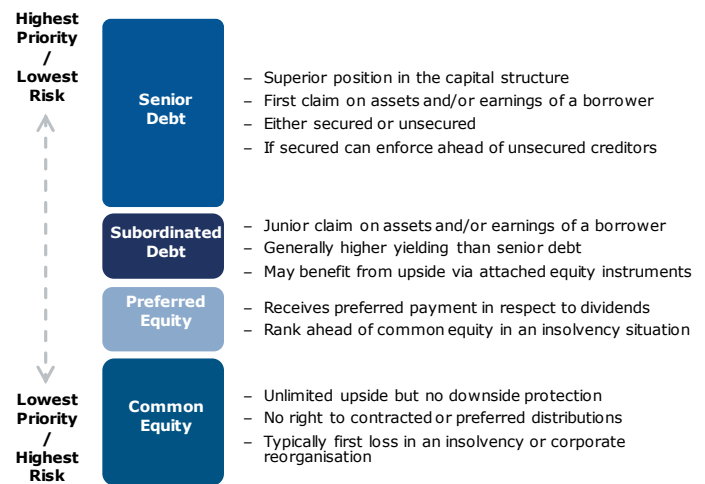 Highest
Priority
/
Lowest
Risk
Senior
Debt
– Superior position in the capital structure
– First claim on assets and/or earnings of a borrower
– Either secured or unsecured
– If secured can enforce ahead of unsecured creditors
Subordinated
Debt
– Junior claim on assets and/or earnings of a borrower
– Generally higher yielding than senior debt
– May benefit from upside via attached equity instruments
Preferred
Equity
– Receives preferred payment in respect to dividends
– Rank ahead of common equity in an insolvency situation
Lowest
Priority
/
Highest
Risk
Common
Equity
– Unlimited upside but no downside protection
– No right to contracted or preferred distributions
– Typically first loss in an insolvency or corporate
reorganisation